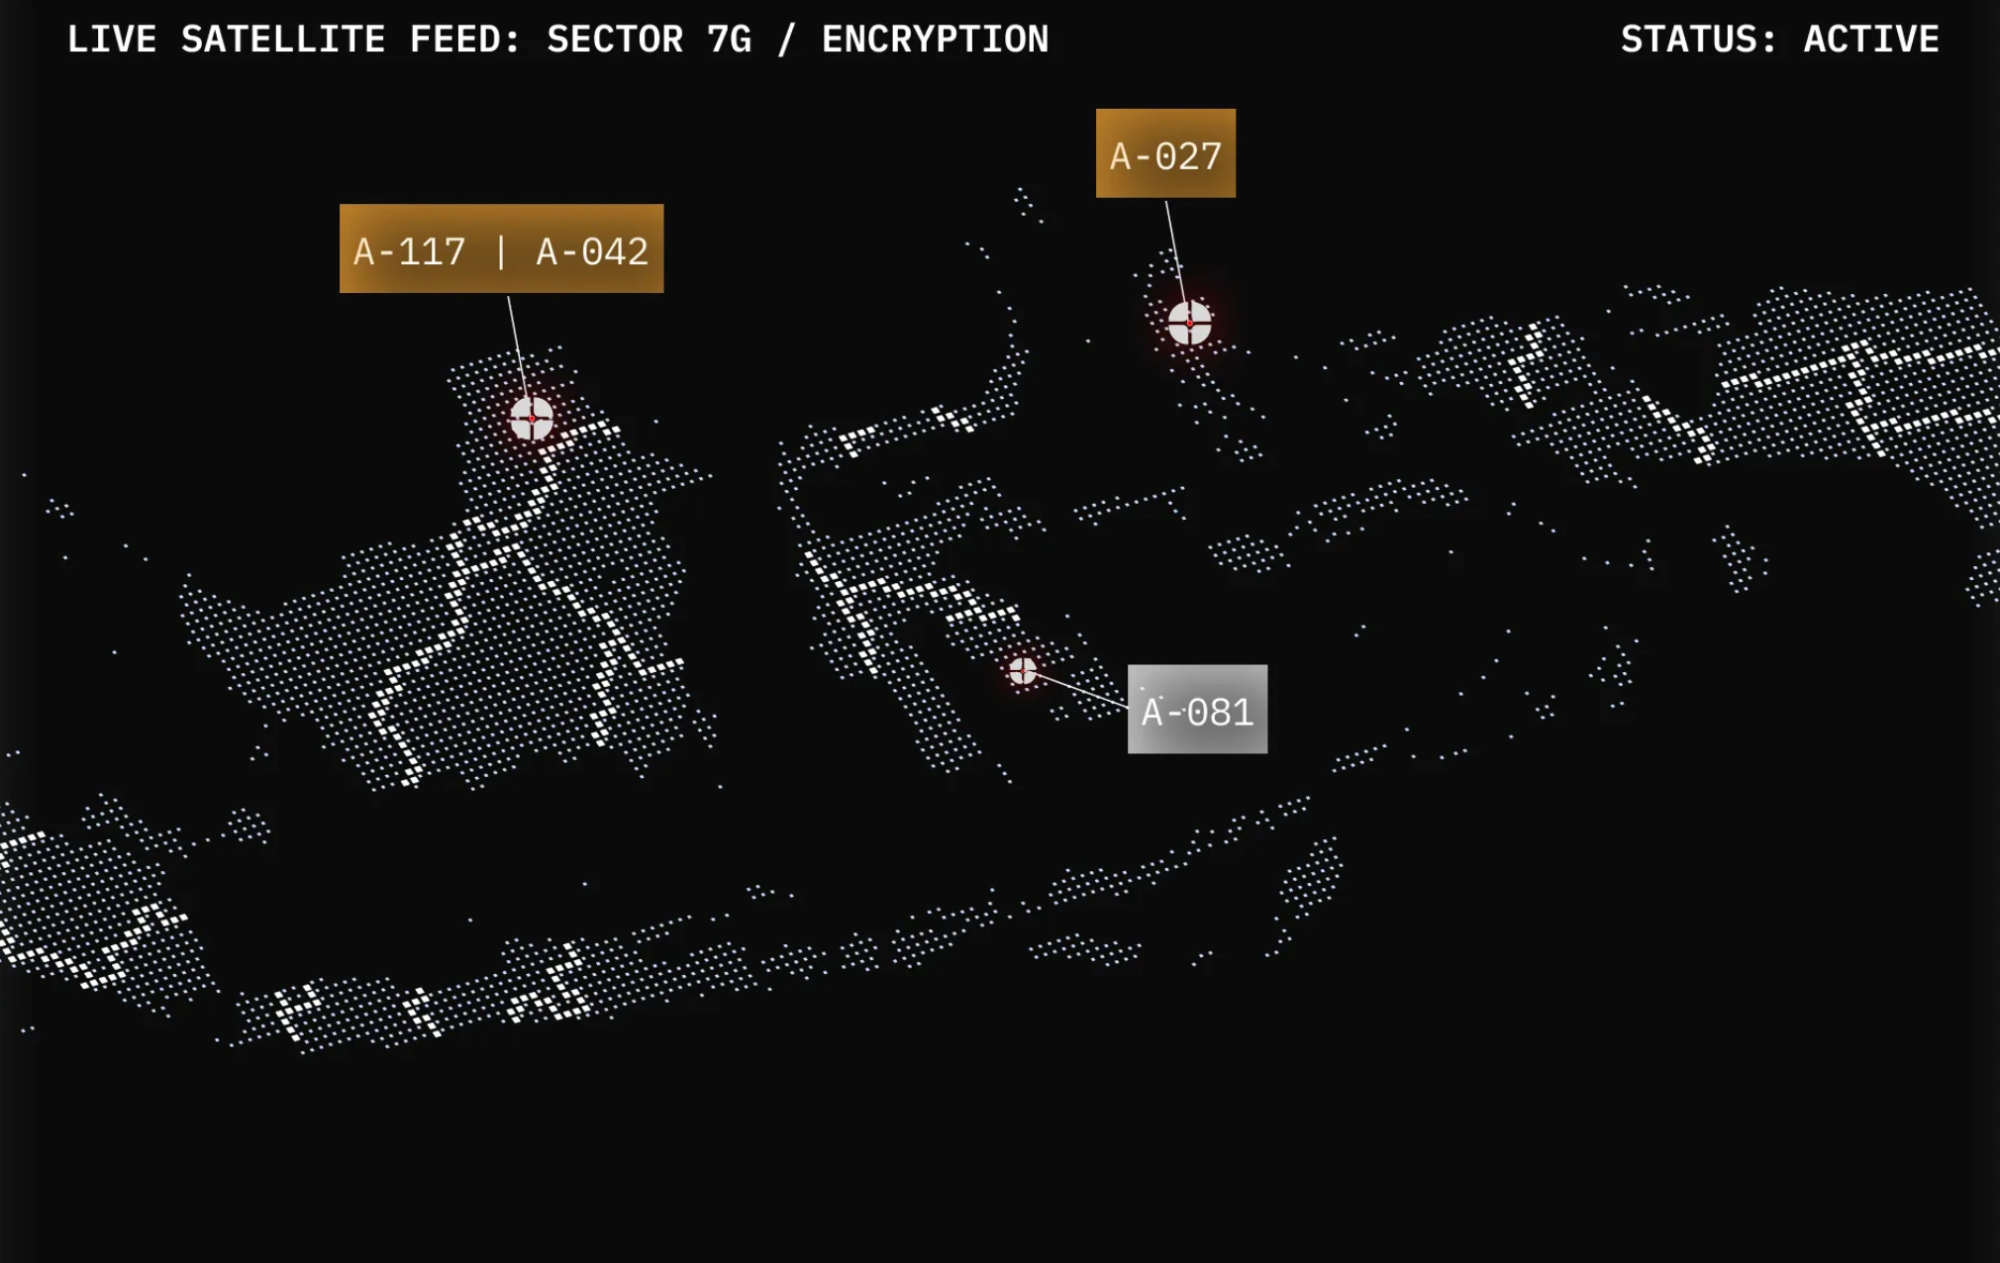 LIVE SATELLITE FEED: SECTOR 7G / ENCRYPTION
STATUS: ACTIVE
A-027
A-117 | A-042
A-081